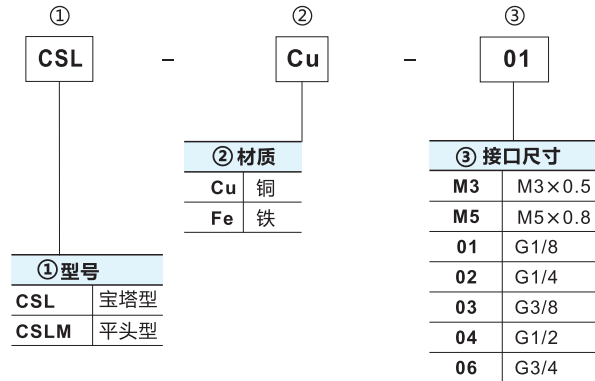 ① ② ③
CSL - Cu - 01
②材质
Cu 铜
Fe 铁
③接口尺寸
M3 M3×0.5
M5 M5×0.8
01 G1/8
02 G1/4
03 G3/8
04 G1/2
06 G3/4
①型号
CSL 宝塔型
CSLM 平头型